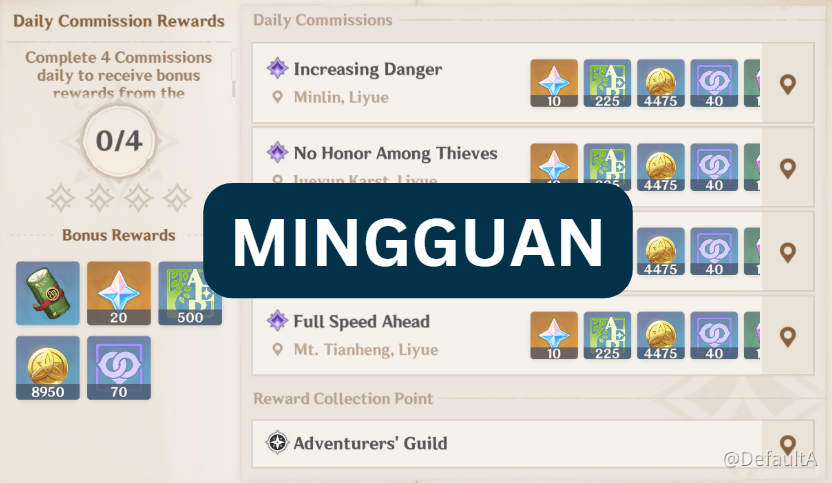 Daily Commission Rewards
Complete 4 Commissions
daily to receive bonus
rewards from the
0/4
Bonus Rewards
20
500
8950
70
Daily Commissions
Increasing Danger
Minlin, Liyue
10
225
4475
40
No Honor Among Thieves
Jueyun Karst, Liyue
4475
40
MINGGUAN
4475
40
Full Speed Ahead
Mt. Tianheng, Liyue
10
225
4475
40
Reward Collection Point
Adventurers' Guild
@DefaultA